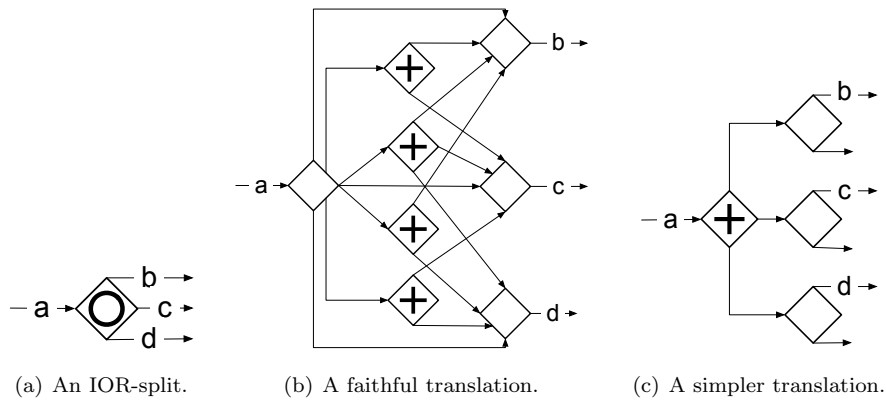 a
b
c
d
(a) An IOR-split.
a
b
c
d
(b) A faithful translation.
a
b
c
d
(c) A simpler translation.